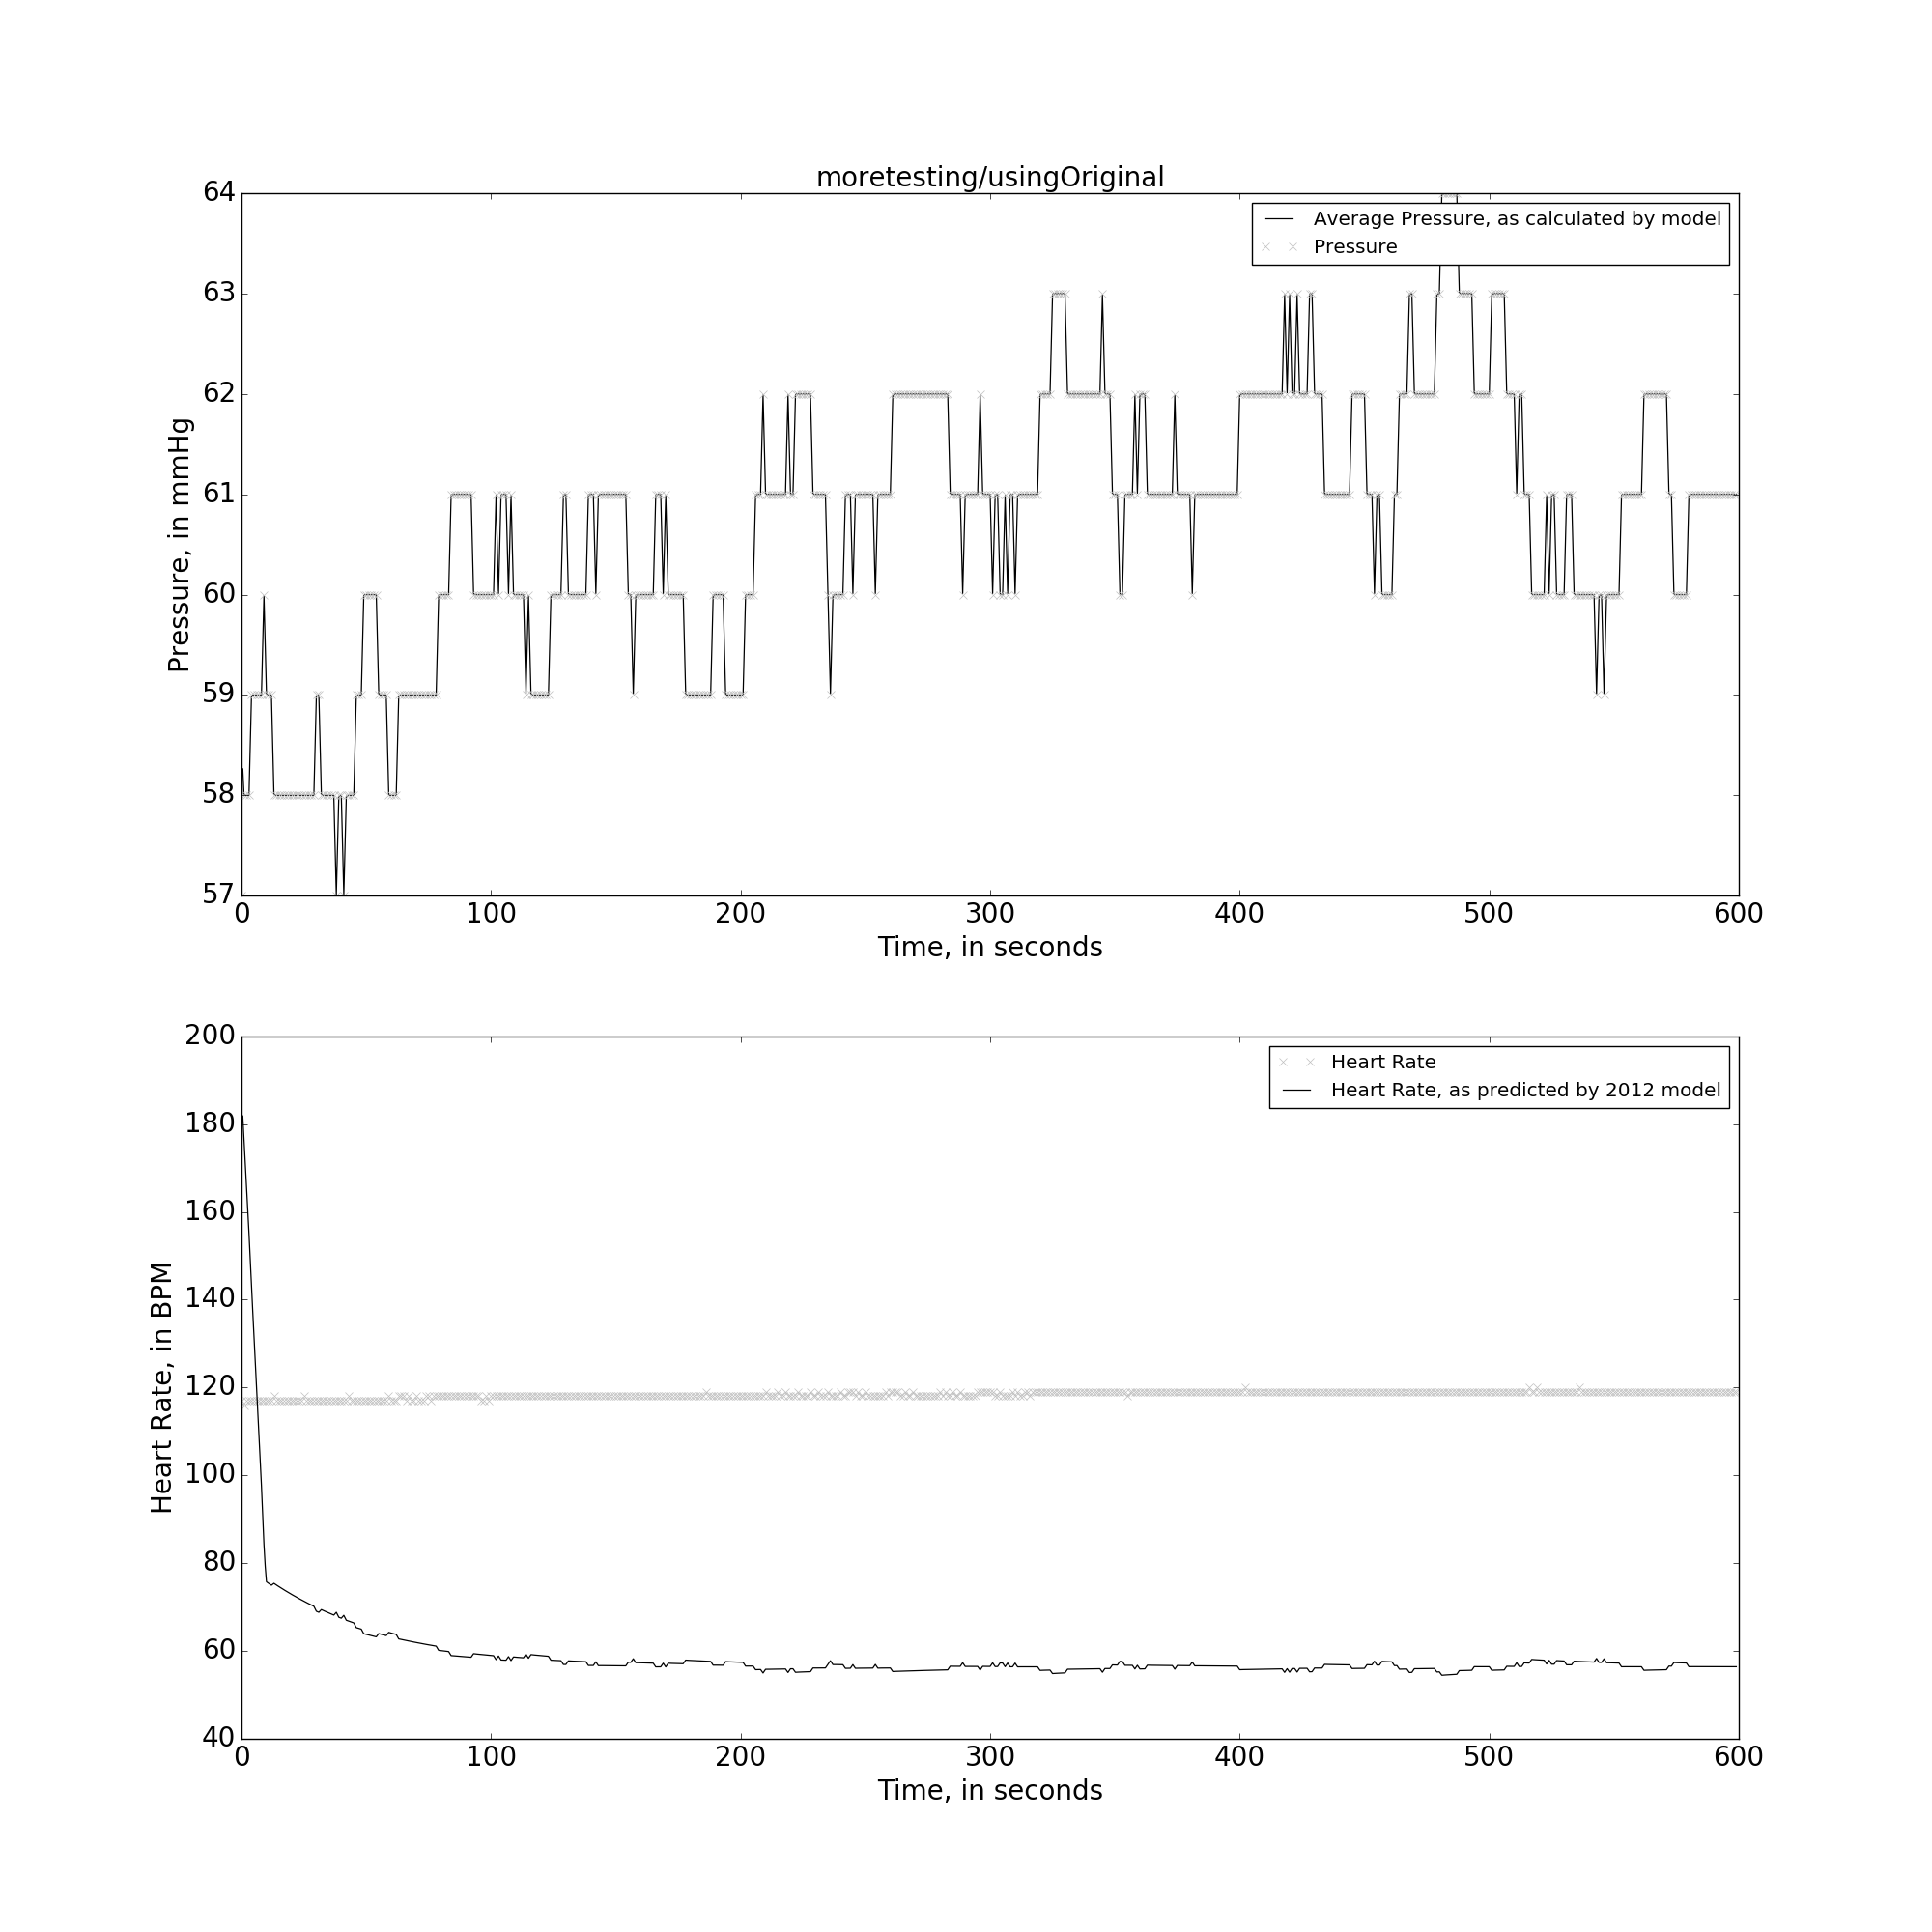 moretesting/usingOriginal
64
63
62
61
60
59
58
57
Pressure, in mmHg
Average Pressure, as calculated by model
Pressure
0 100 200 300 400 500 600
Time, in seconds
200
180
160
140
120
100
80
60
40
Heart Rate, in BPM
Heart Rate
Heart Rate, as predicted by 2012 model
0 100 200 300 400 500 600
Time, in seconds